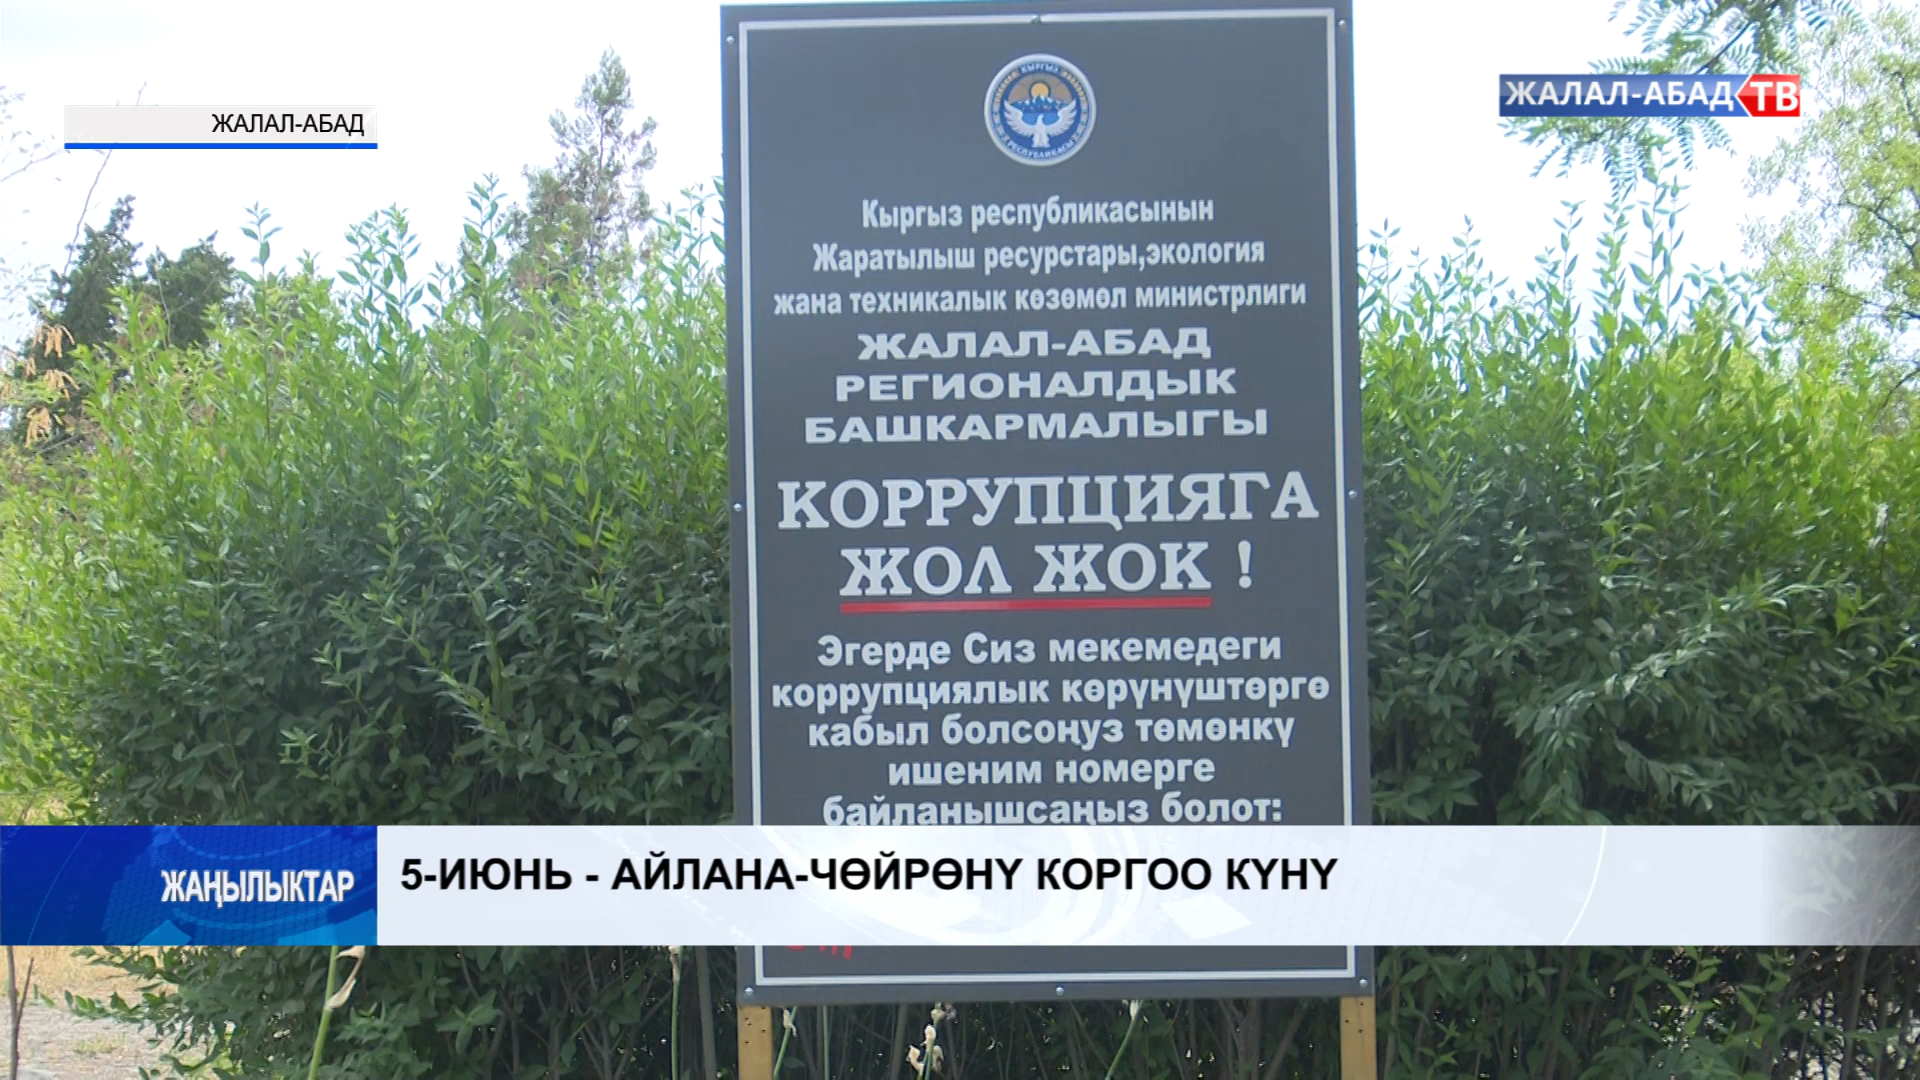 ЖАЛАЛ-АБАД
ЖАЛАЛ-АБАД ТВ
КЫРГЫЗ
РЕСПУБЛИКАСЫ
Кыргыз республикасынын
Жаратылыш ресурстары,экология
жана техникалык көзөмөл министрлиги
ЖАЛАЛ-АБАД
РЕГИОНАЛДЫК
БАШКАРМАЛЫГЫ
КОРРУПЦИЯГА
ЖОЛ ЖОК !
Эгерде Сиз мекемедеги
коррупциялык көрүнүштөргө
кабыл болсоңуз төмөнкү
ишеним номерге
байланышсаңыз болот:
ЖАҢЫЛЫКТАР
5-ИЮНЬ - АЙЛАНА-ЧӨЙРӨНҮ КОРГОО КҮНҮ